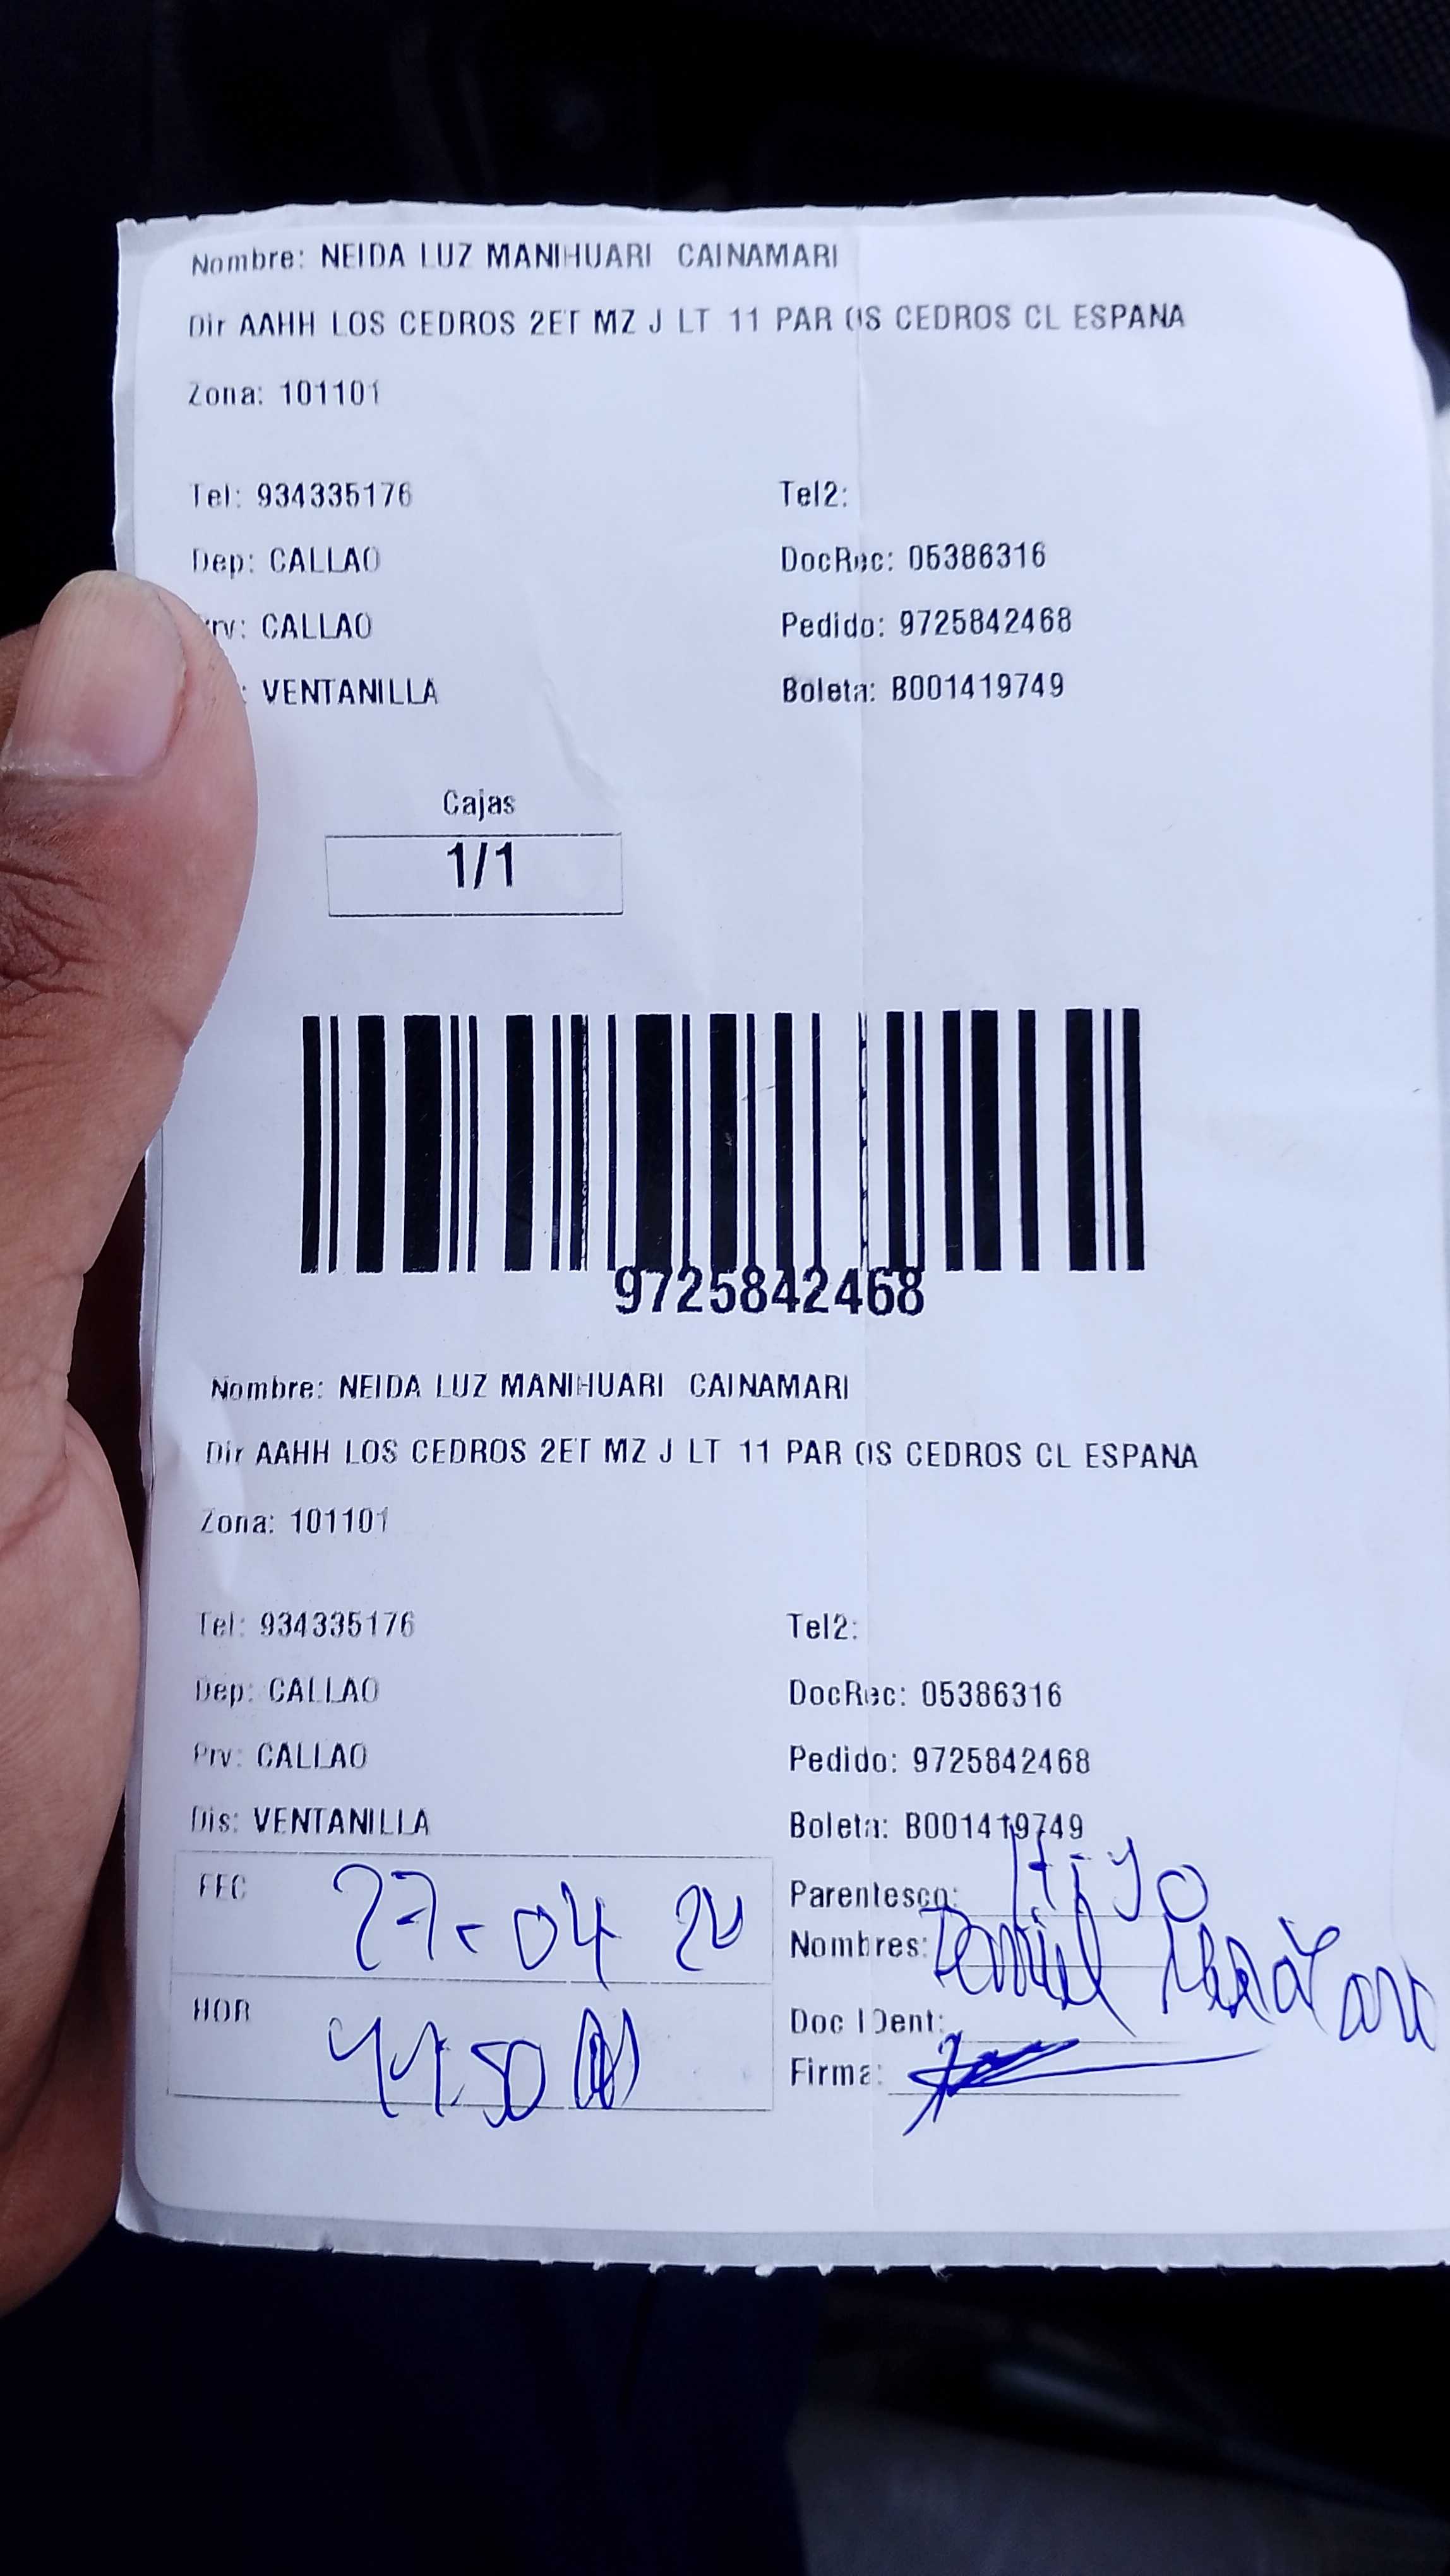 Nombre: NEIDA LUZ MANIHUARI CAINAMARI
Dir AAHH LOS CEDROS 2ET MZ J LT 11 PAR OS CEDROS CL ESPANA
Zona: 101101
Tel: 934335176 Tel2:
Dep: CALLAO DocRec: 05386316
rv: CALLAO Pedido: 9725842468
: VENTANILLA Boleta: B001419749
Cajas
1/1
9725842468
Nombre: NEIDA LUZ MANIHUARI CAINAMARI
Dir AAHH LOS CEDROS 2ET MZ J LT 11 PAR OS CEDROS CL ESPANA
Zona: 101101
Tel: 934335176 Tel2:
Dep: CALLAO DocRec: 05386316
Prv: CALLAO Pedido: 9725842468
Dis: VENTANILLA Boleta: B001419749
FEC 27-04 Parentesco: Hijo
Nombres:
HOR 11:50 Doc IDent:
Firma: